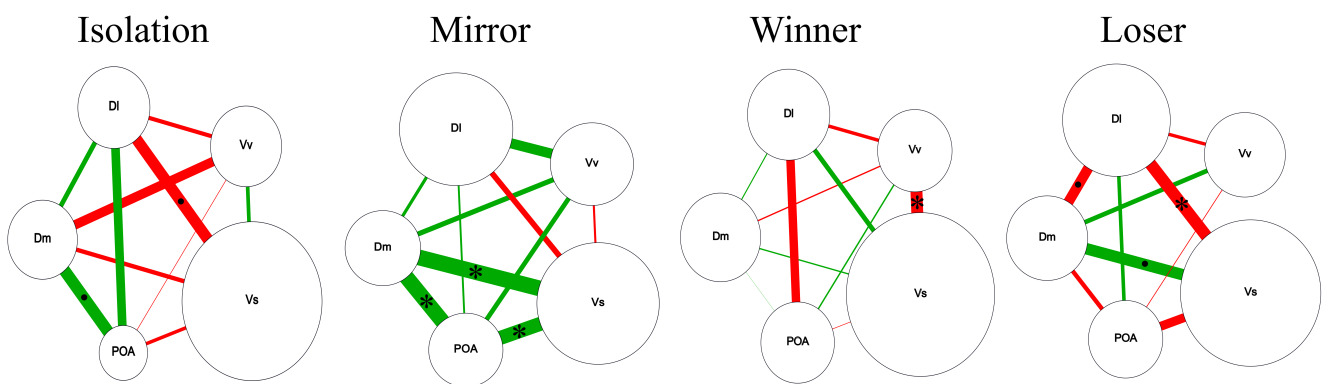 Isolation
Mirror
Winner
Loser
Dl
Vv
Dm
Vs
POA
Dl
Vv
Dm
*
*
*
Vs
POA
Dl
Vv
*
Dm
Vs
POA
Dl
Vv
*
Dm
Vs
POA